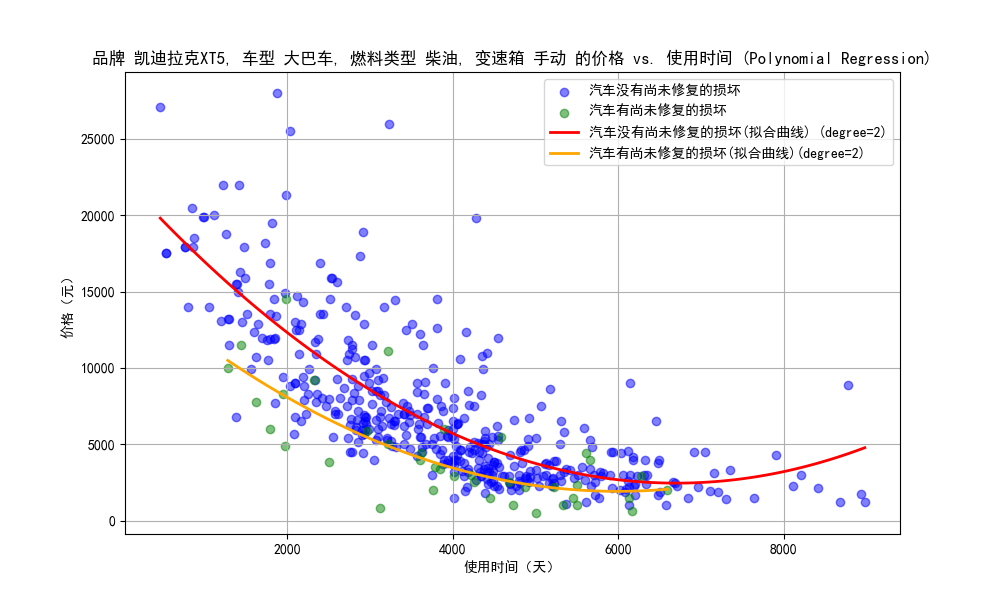 品牌 凯迪拉克XT5, 车型 大巴车, 燃料类型 柴油, 变速箱 手动 的价格 vs. 使用时间 (Polynomial Regression)
汽车没有尚未修复的损坏
汽车有尚未修复的损坏
汽车没有尚未修复的损坏(拟合曲线) (degree=2)
汽车有尚未修复的损坏(拟合曲线)(degree=2)
价格（元）
25000
20000
15000
10000
5000
0
2000
4000
6000
8000
使用时间（天）